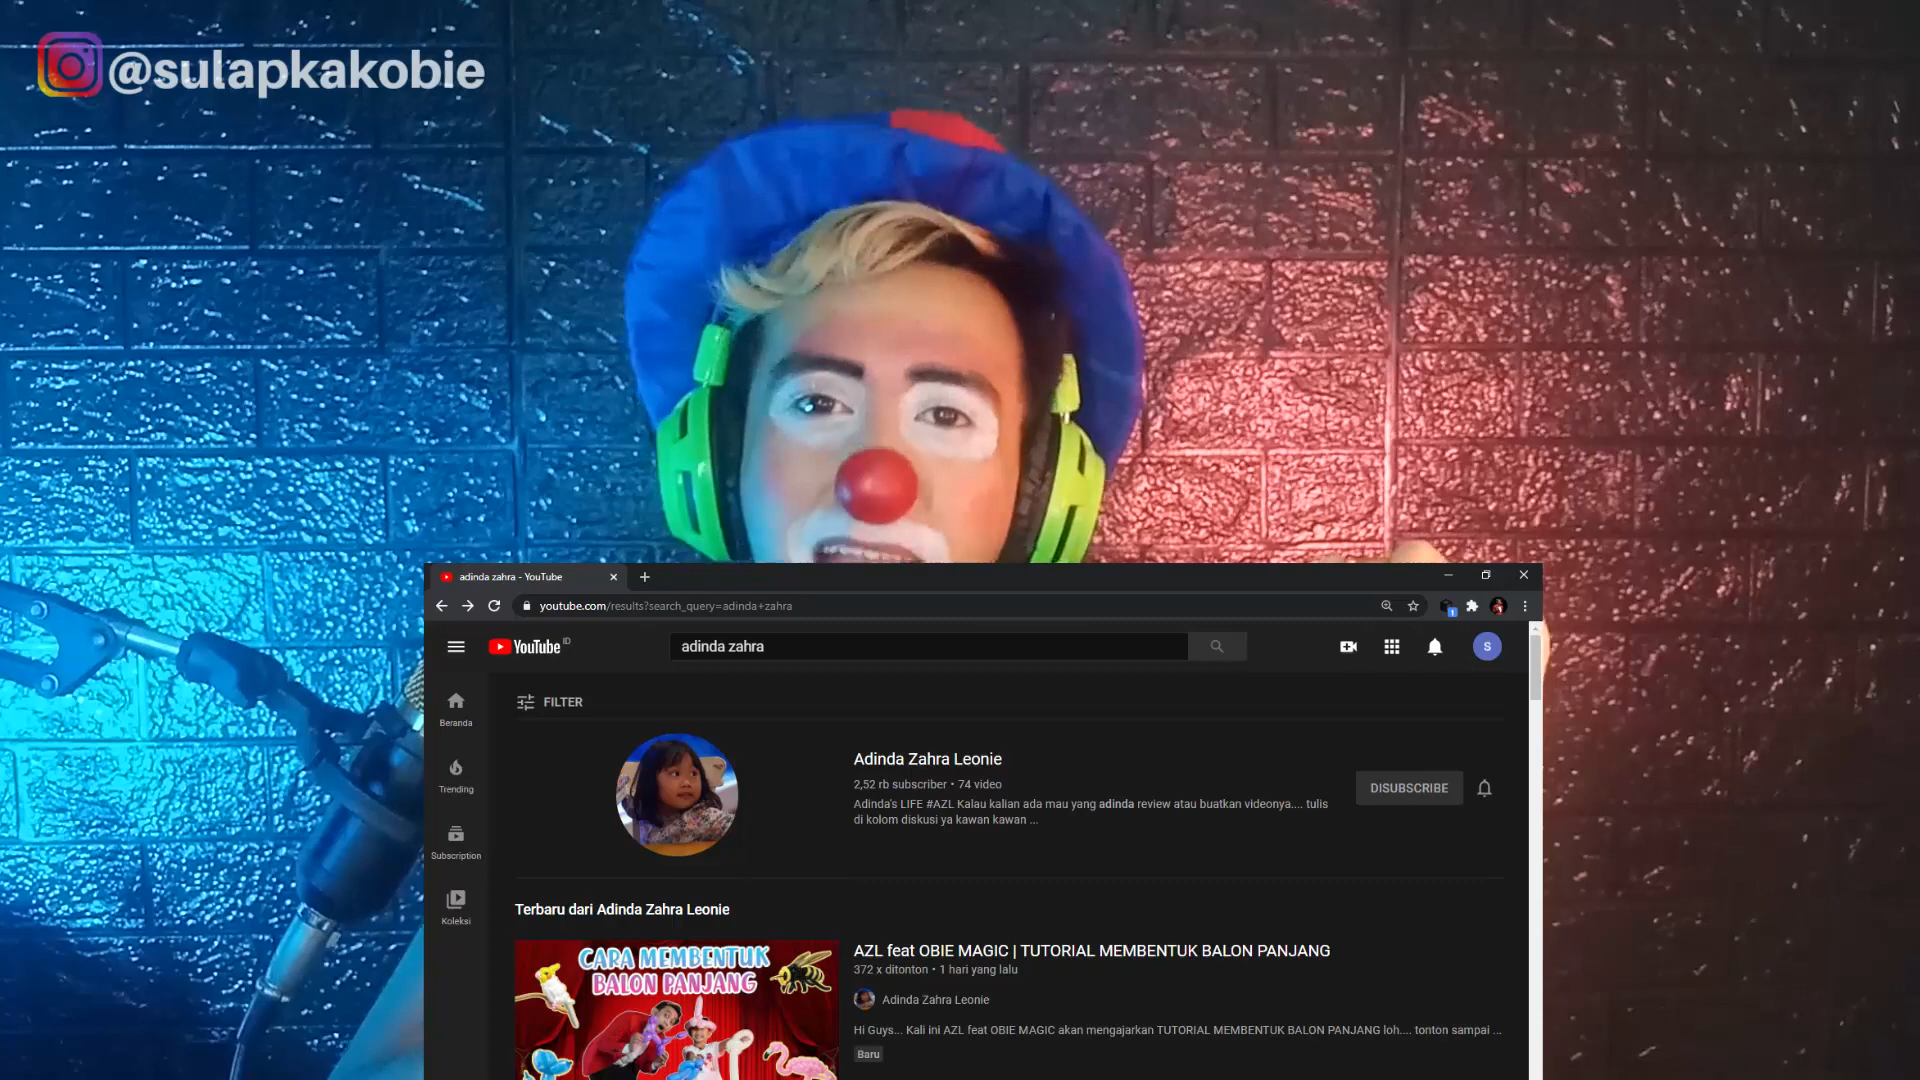 @sulapkakobie
adinda zahra - YouTube
youtube.com/results?search_query=adinda+zahra
1
YouTube ID
adinda zahra
S
FILTER
Beranda
Trending
Subscription
Koleksi
Adinda Zahra Leonie
2,52 rb subscriber • 74 video
Adinda's LIFE #AZL Kalau kalian ada mau yang adinda review atau buatkan videonya.... tulis
di kolom diskusi ya kawan kawan ...
DISUBSCRIBE
Terbaru dari Adinda Zahra Leonie
CARA MEMBENTUK
BALON PANJANG
AZL feat OBIE MAGIC | TUTORIAL MEMBENTUK BALON PANJANG
372 x ditonton • 1 hari yang lalu
Adinda Zahra Leonie
Hi Guys... Kali ini AZL feat OBIE MAGIC akan mengajarkan TUTORIAL MEMBENTUK BALON PANJANG loh.... tonton sampai ...
Baru